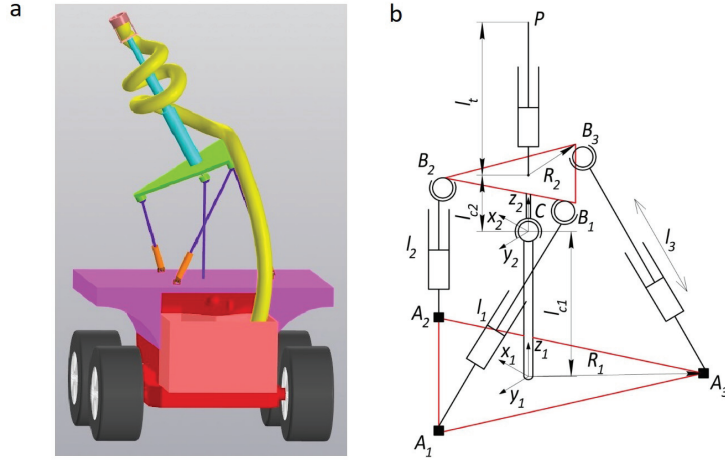 a
b
P
l_t
B_3
B_2
R_2
z_2
C
l_c2
x_2
B_1
y_2
l_2
l_3
l_1
l_c1
A_2
z_1
x_1
R_1
y_1
A_3
A_1